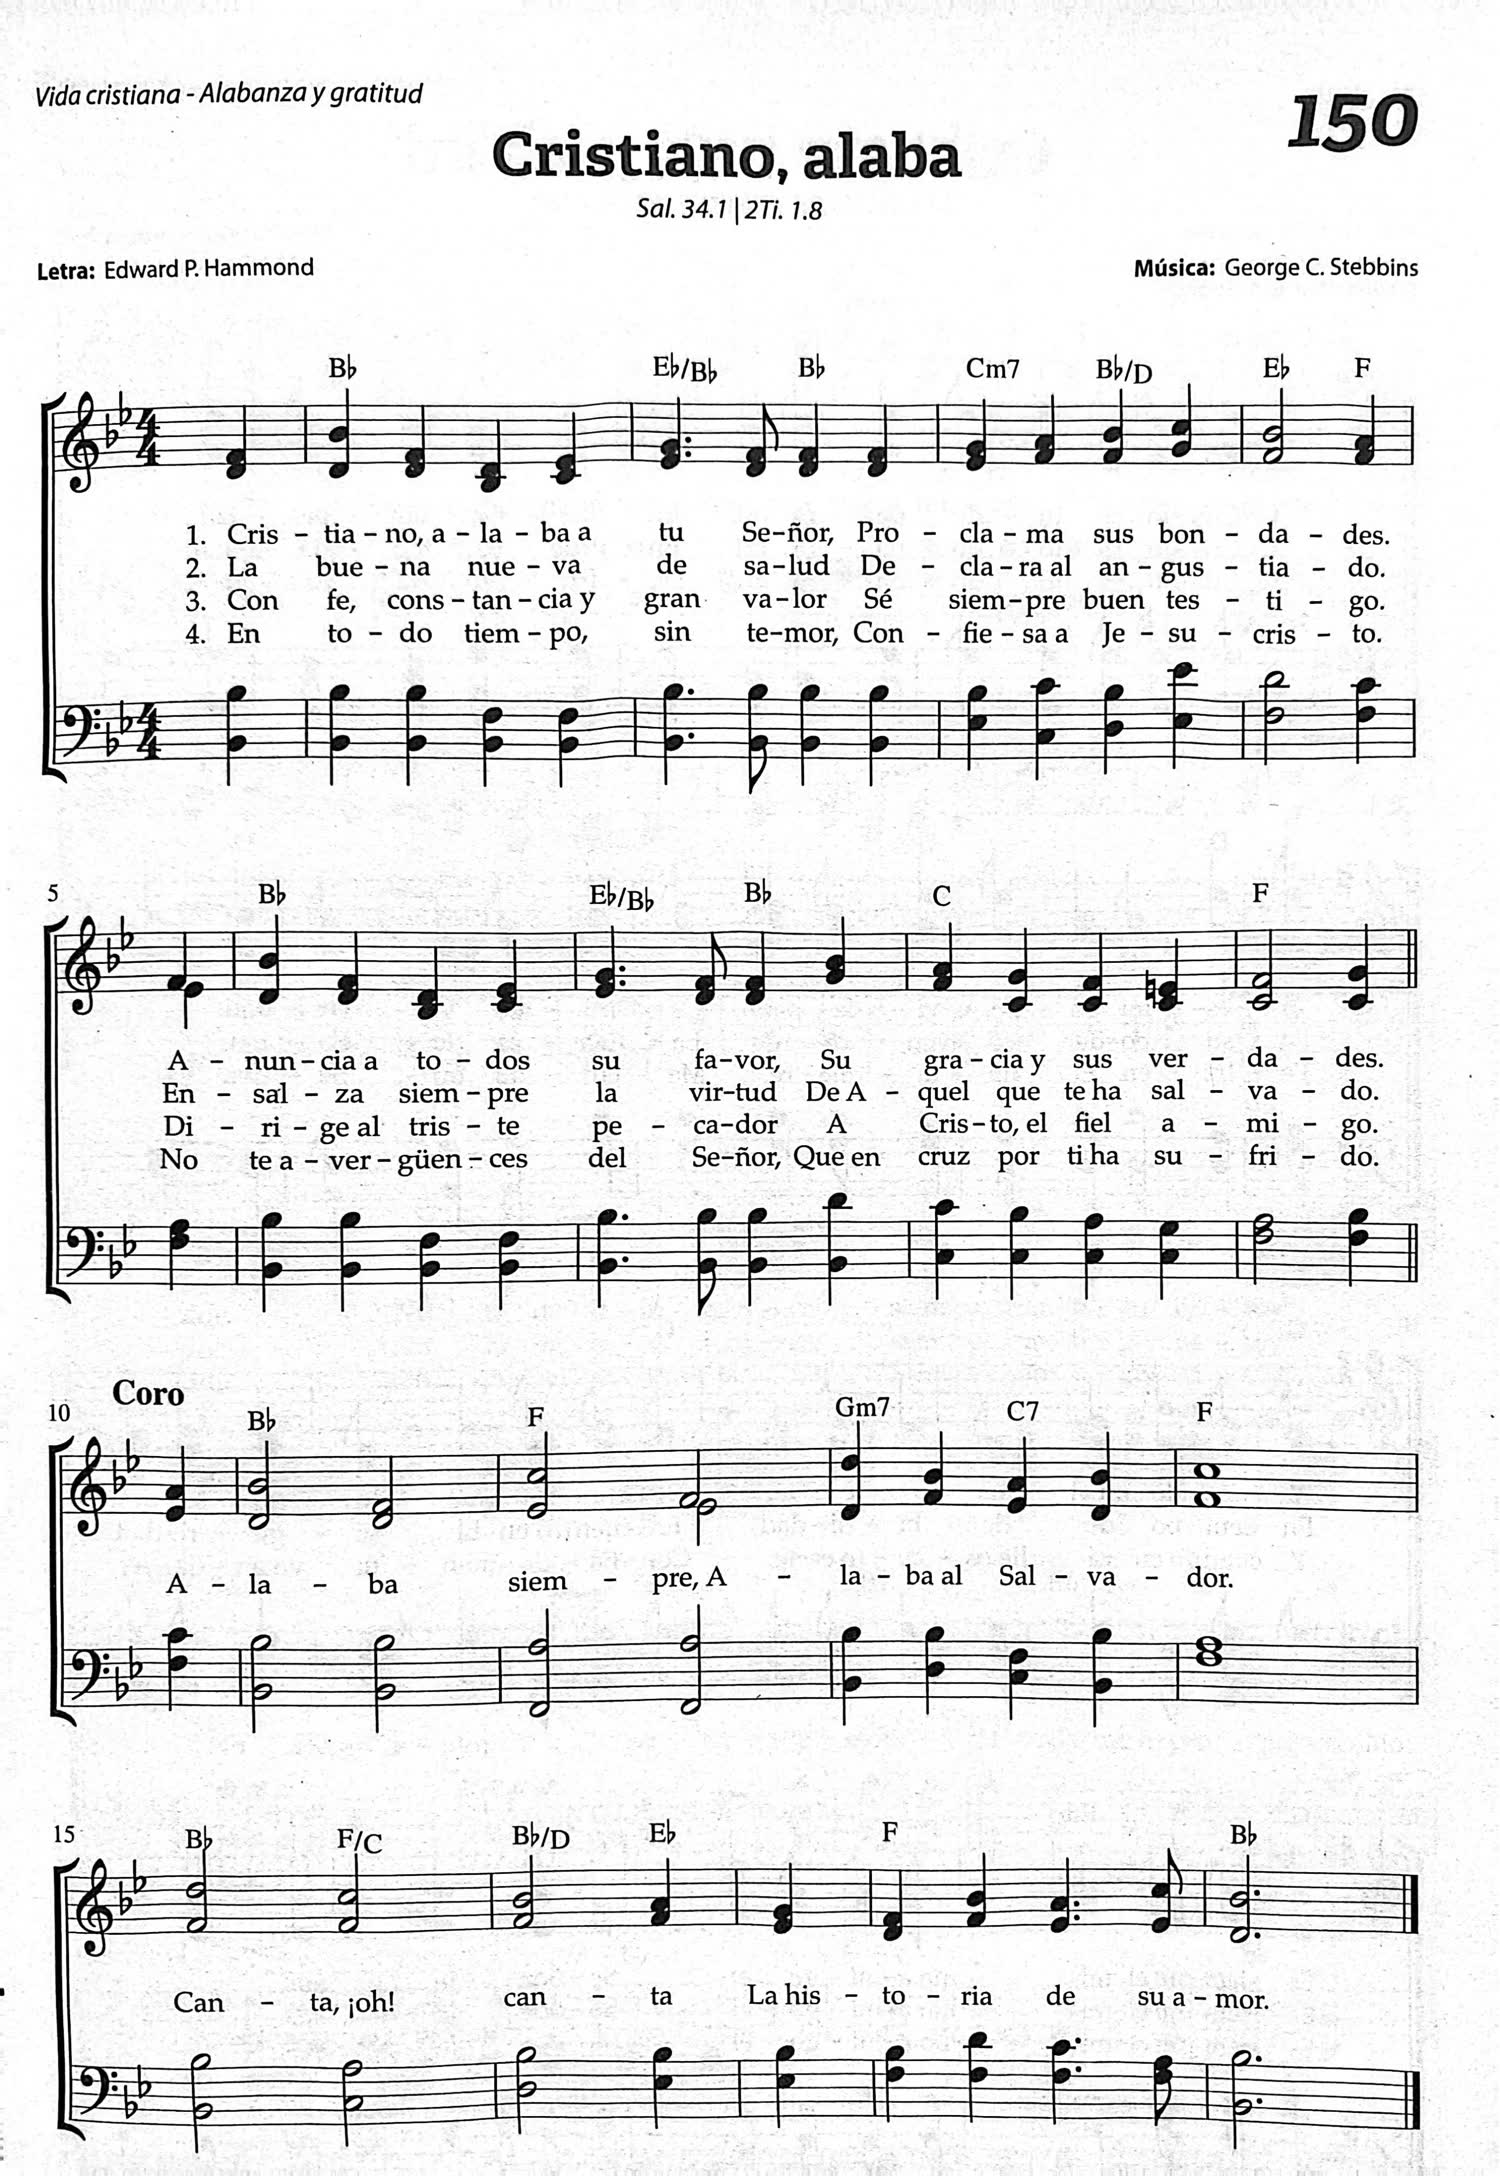 Vida cristiana - Alabanza y gratitud
150
Cristiano, alaba
Sal. 34.1 | 2Ti. 1.8
Letra: Edward P. Hammond Música: George C. Stebbins
B♭ E♭/B♭ B♭ Cm7 B♭/D E♭ F
4
4
1. Cris – tia – no, a – la – ba a tu Se–ñor, Pro – cla – ma sus bon – da – des.
2. La bue – na nue – va de sa–lud De – cla–ra al an–gus – tia – do.
3. Con fe, cons – tan – cia y gran va–lor Sé siem–pre buen tes – ti – go.
4. En to – do tiem – po, sin te–mor, Con – fie – sa a Je – su – cris – to.
4
4
5 B♭ E♭/B♭ B♭ C F
A – nun – cia a to – dos su fa–vor, Su gra – cia y sus ver – da – des.
En – sal – za siem – pre la vir–tud De A – quel que te ha sal – va – do.
Di – ri – ge al tris – te pe – ca–dor A Cris–to, el fiel a – mi – go.
No te a – ver – güen – ces del Se–ñor, Que en cruz por ti ha su – fri – do.
Coro
10 B♭ F Gm7 C7 F
A – la – ba siem – pre, A – la – ba al Sal – va – dor.
15 B♭ F/C B♭/D E♭ F B♭
Can – ta, ¡oh! can – ta La his – to – ria de su a – mor.